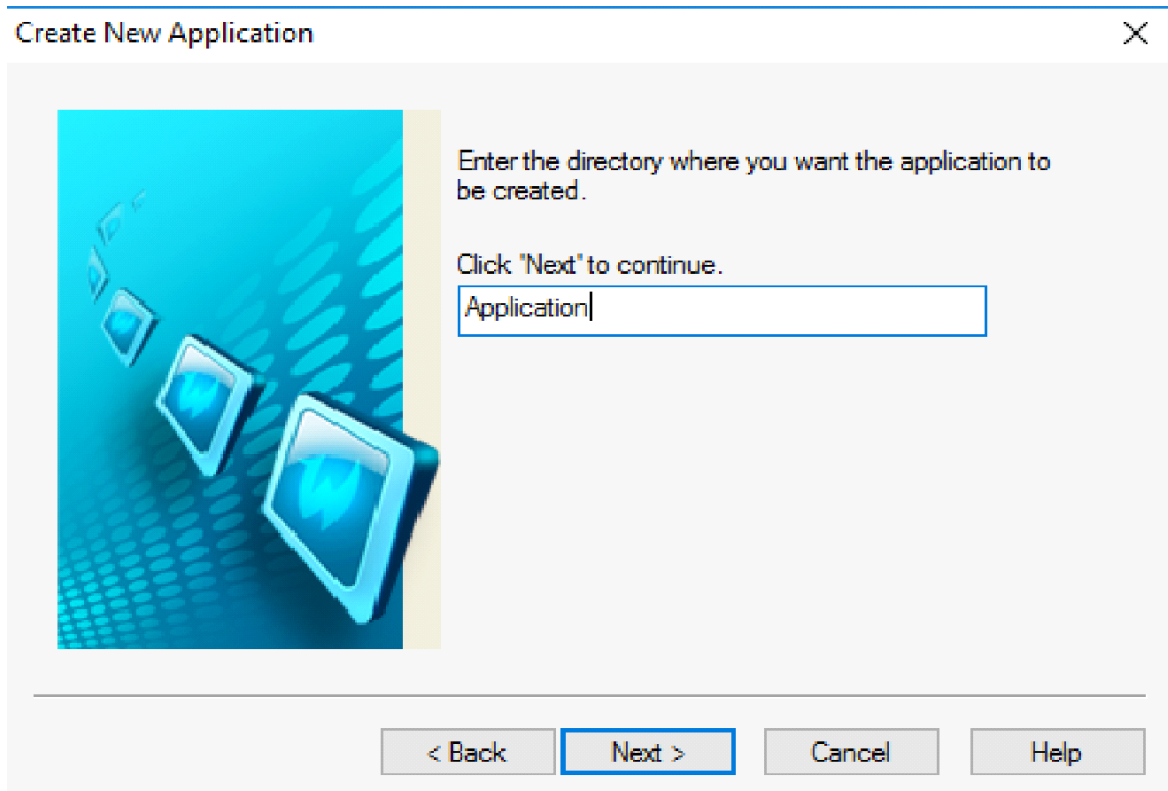 Create New Application
Enter the directory where you want the application to
be created.
Click "Next" to continue.
Application
< Back
Next >
Cancel
Help